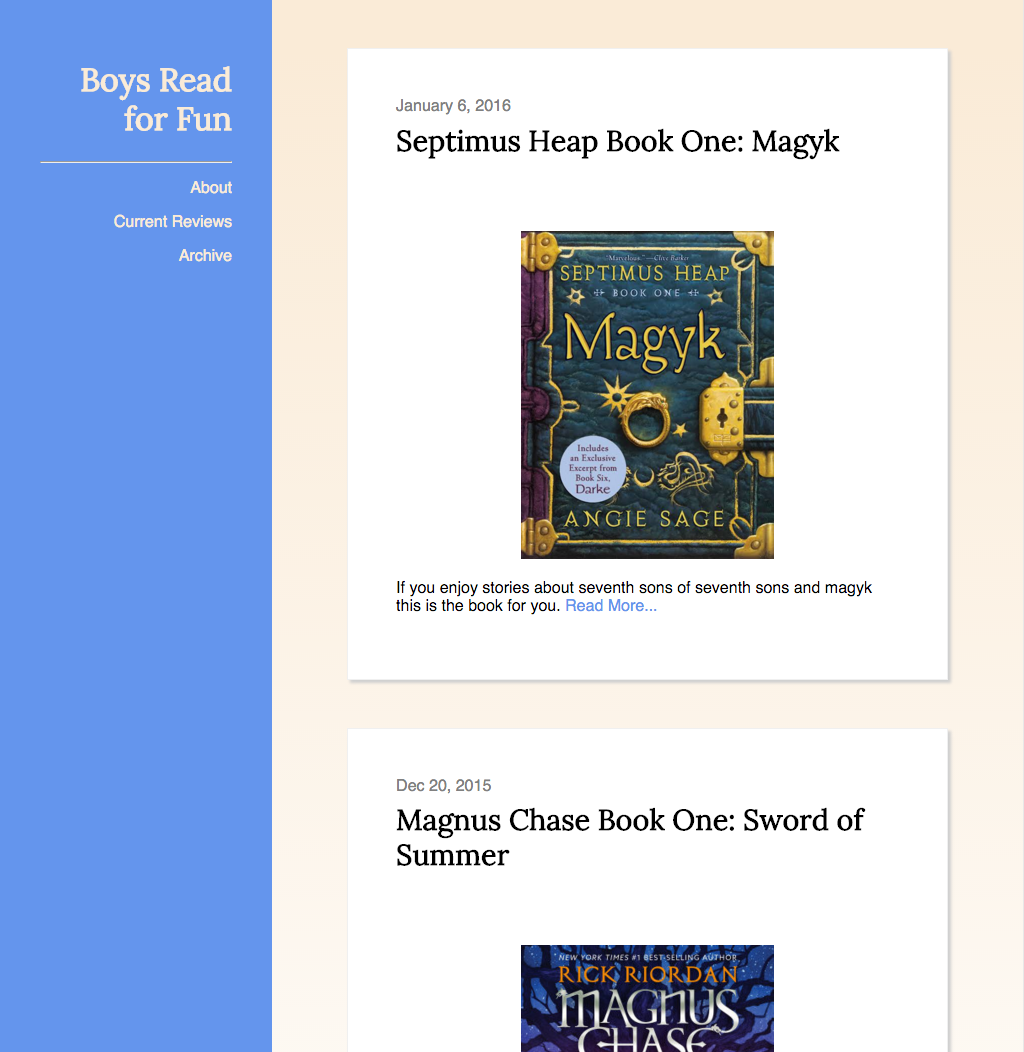 Boys Read
for Fun
About
Current Reviews
Archive
January 6, 2016
Septimus Heap Book One: Magyk
"Marvelous." —Clive Barker
SEPTIMUS HEAP
BOOK ONE
Magyk
Includes
an Exclusive
Excerpt from
Book Six,
Darke
ANGIE SAGE
If you enjoy stories about seventh sons of seventh sons and magyk
this is the book for you. Read More...
Dec 20, 2015
Magnus Chase Book One: Sword of
Summer
NEW YORK TIMES #1 BEST-SELLING AUTHOR
RICK RIORDAN
MAGNUS
CHASE